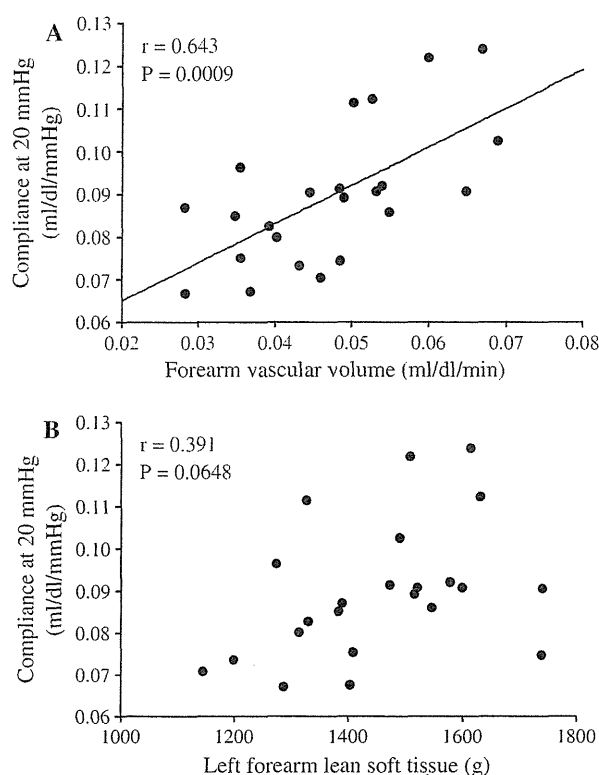 A
r = 0.643
P = 0.0009
Compliance at 20 mmHg
(ml/dl/mmHg)
0.13
0.12
0.11
0.10
0.09
0.08
0.07
0.06
0.02 0.03 0.04 0.05 0.06 0.07 0.08
Forearm vascular volume (ml/dl/min)
B
r = 0.391
P = 0.0648
Compliance at 20 mmHg
(ml/dl/mmHg)
0.13
0.12
0.11
0.10
0.09
0.08
0.07
0.06
1000 1200 1400 1600 1800
Left forearm lean soft tissue (g)